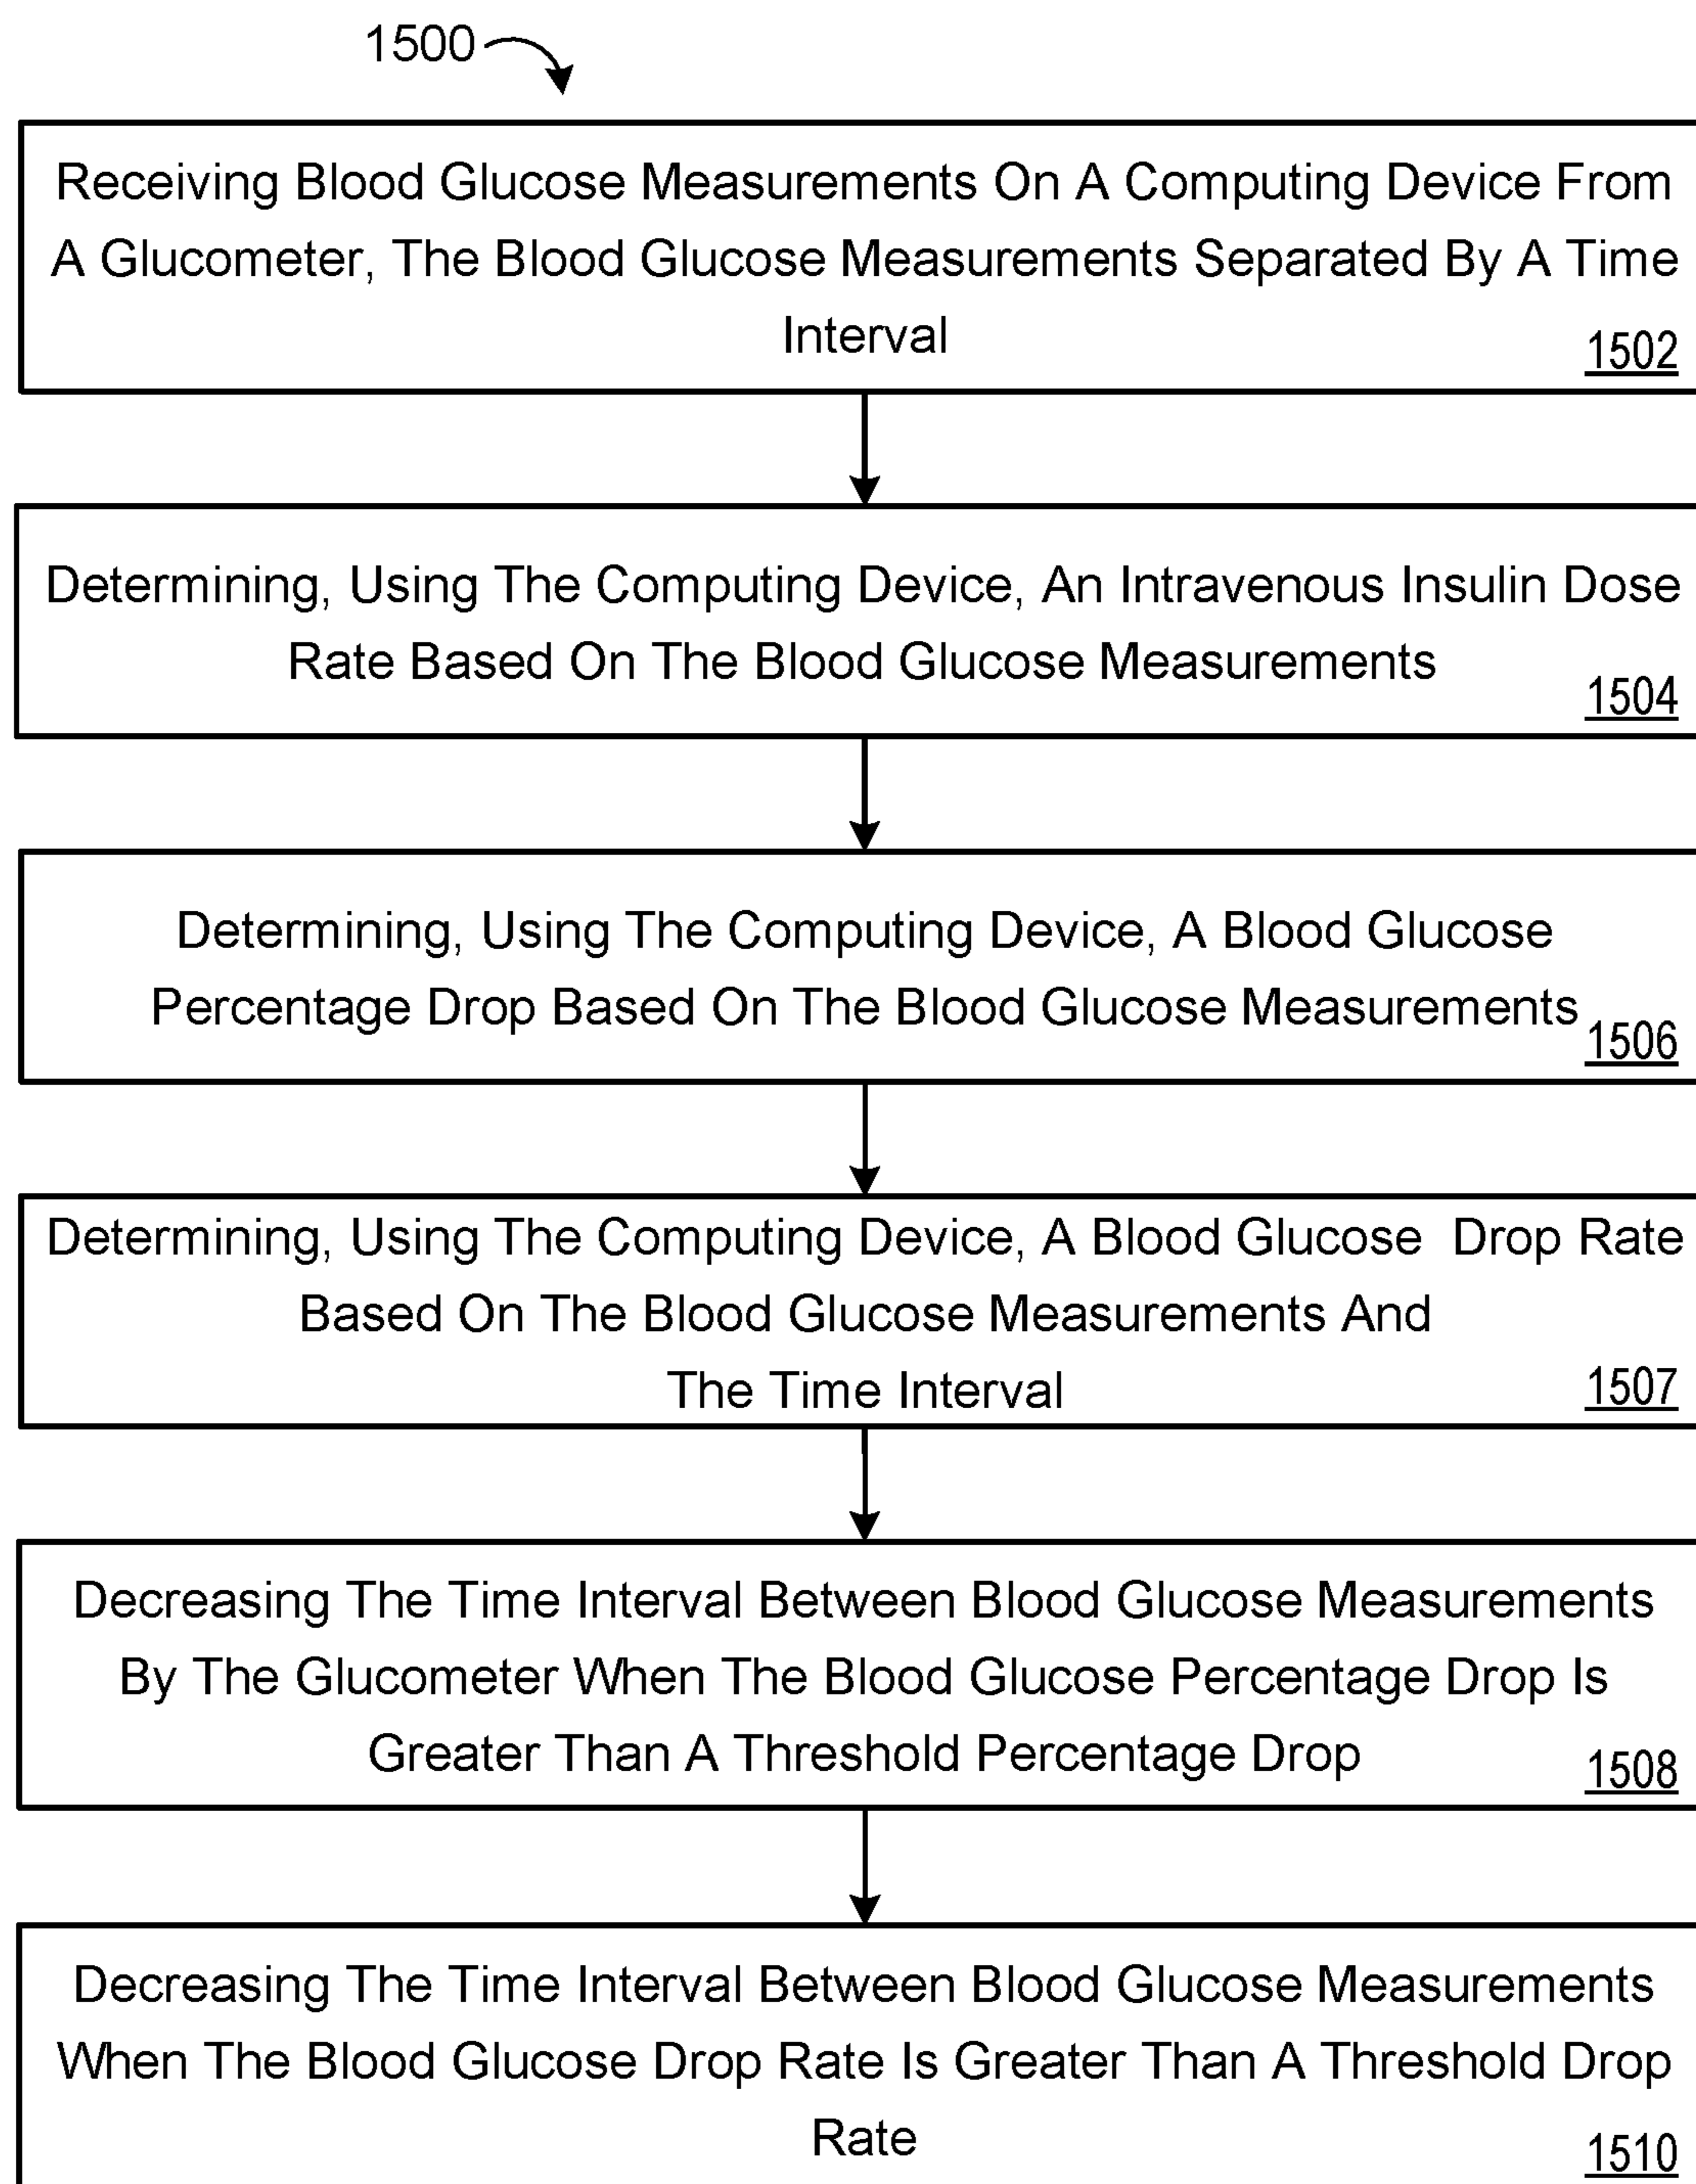 1500
Receiving Blood Glucose Measurements On A Computing Device From
A Glucometer, The Blood Glucose Measurements Separated By A Time
Interval
1502
Determining, Using The Computing Device, An Intravenous Insulin Dose
Rate Based On The Blood Glucose Measurements
1504
Determining, Using The Computing Device, A Blood Glucose
Percentage Drop Based On The Blood Glucose Measurements
1506
Determining, Using The Computing Device, A Blood Glucose Drop Rate
Based On The Blood Glucose Measurements And
The Time Interval
1507
Decreasing The Time Interval Between Blood Glucose Measurements
By The Glucometer When The Blood Glucose Percentage Drop Is
Greater Than A Threshold Percentage Drop
1508
Decreasing The Time Interval Between Blood Glucose Measurements
When The Blood Glucose Drop Rate Is Greater Than A Threshold Drop
Rate
1510